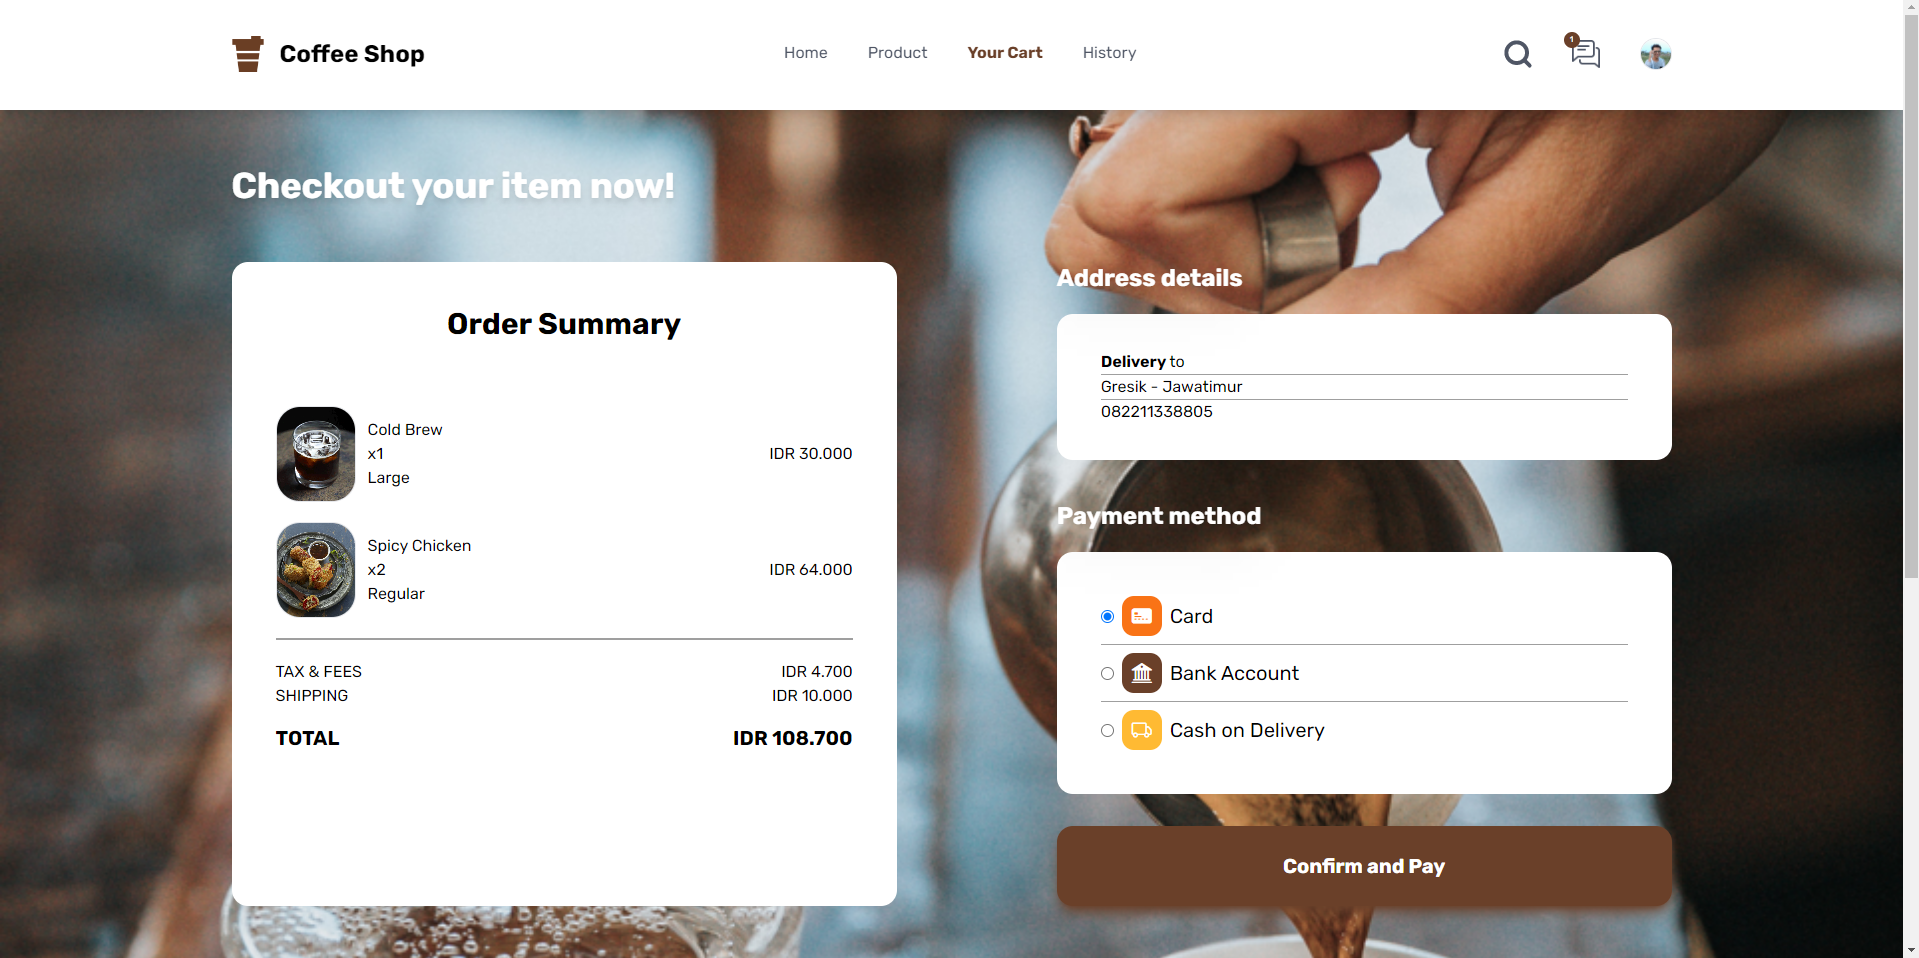 Coffee Shop
Home
Product
Your Cart
History
1
Checkout your item now!
Order Summary
Cold Brew
x1
Large
IDR 30.000
Spicy Chicken
x2
Regular
IDR 64.000
TAX & FEES
IDR 4.700
SHIPPING
IDR 10.000
TOTAL
IDR 108.700
Address details
Delivery to
Gresik - Jawatimur
082211338805
Payment method
Card
Bank Account
Cash on Delivery
Confirm and Pay